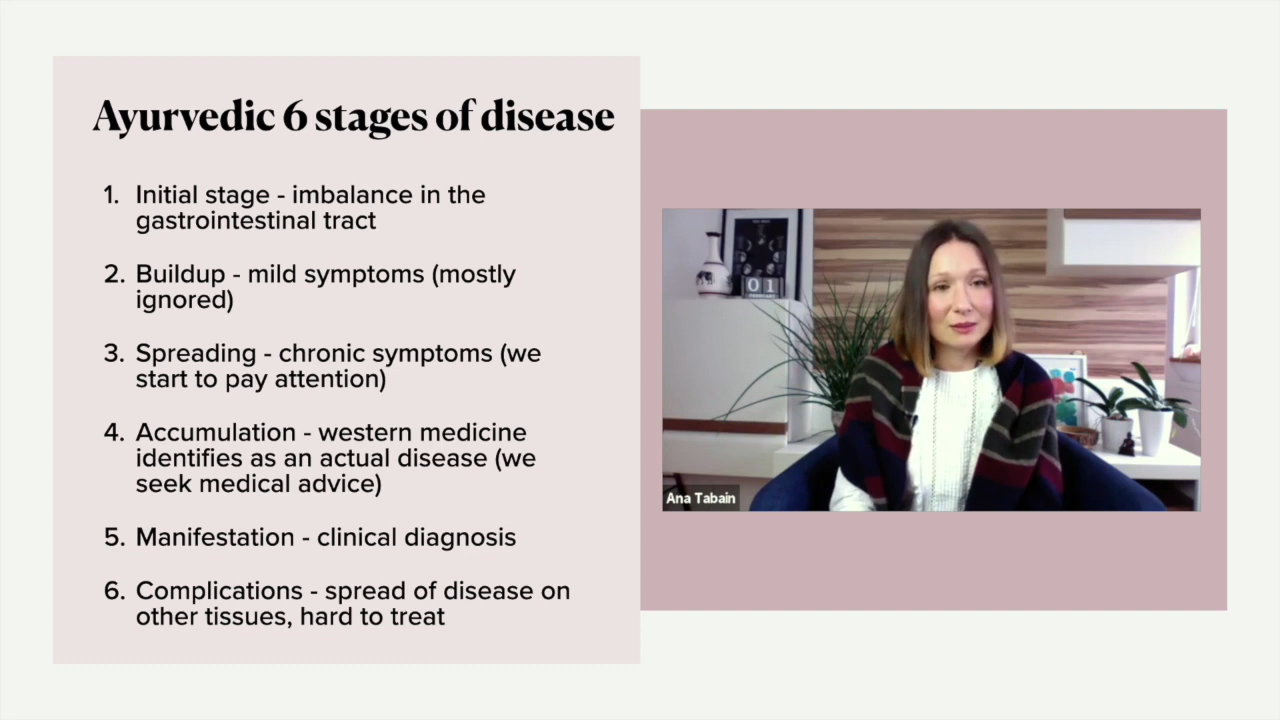 Ayurvedic 6 stages of disease
1. Initial stage - imbalance in the
gastrointestinal tract
2. Buildup - mild symptoms (mostly
ignored)
3. Spreading - chronic symptoms (we
start to pay attention)
4. Accumulation - western medicine
identifies as an actual disease (we
seek medical advice)
5. Manifestation - clinical diagnosis
6. Complications - spread of disease on
other tissues, hard to treat
01
Ana Tabain